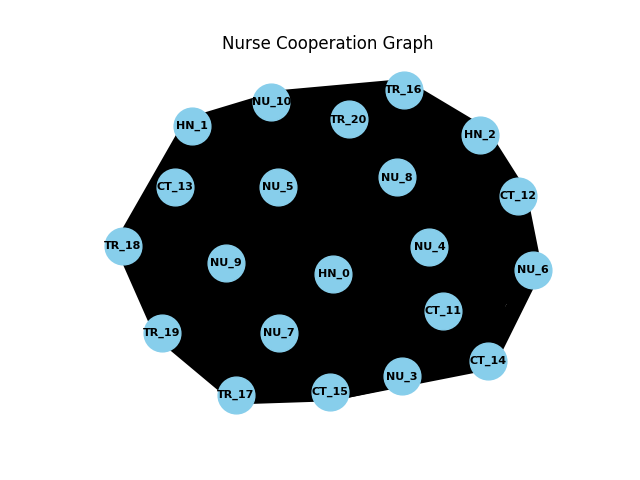 Nurse Cooperation Graph
TR_16
NU_10
TR_20
HN_1
HN_2
NU_8
CT_13
NU_5
CT_12
TR_18
NU_4
NU_9
NU_6
HN_0
CT_11
TR_19
NU_7
CT_14
NU_3
CT_15
TR_17